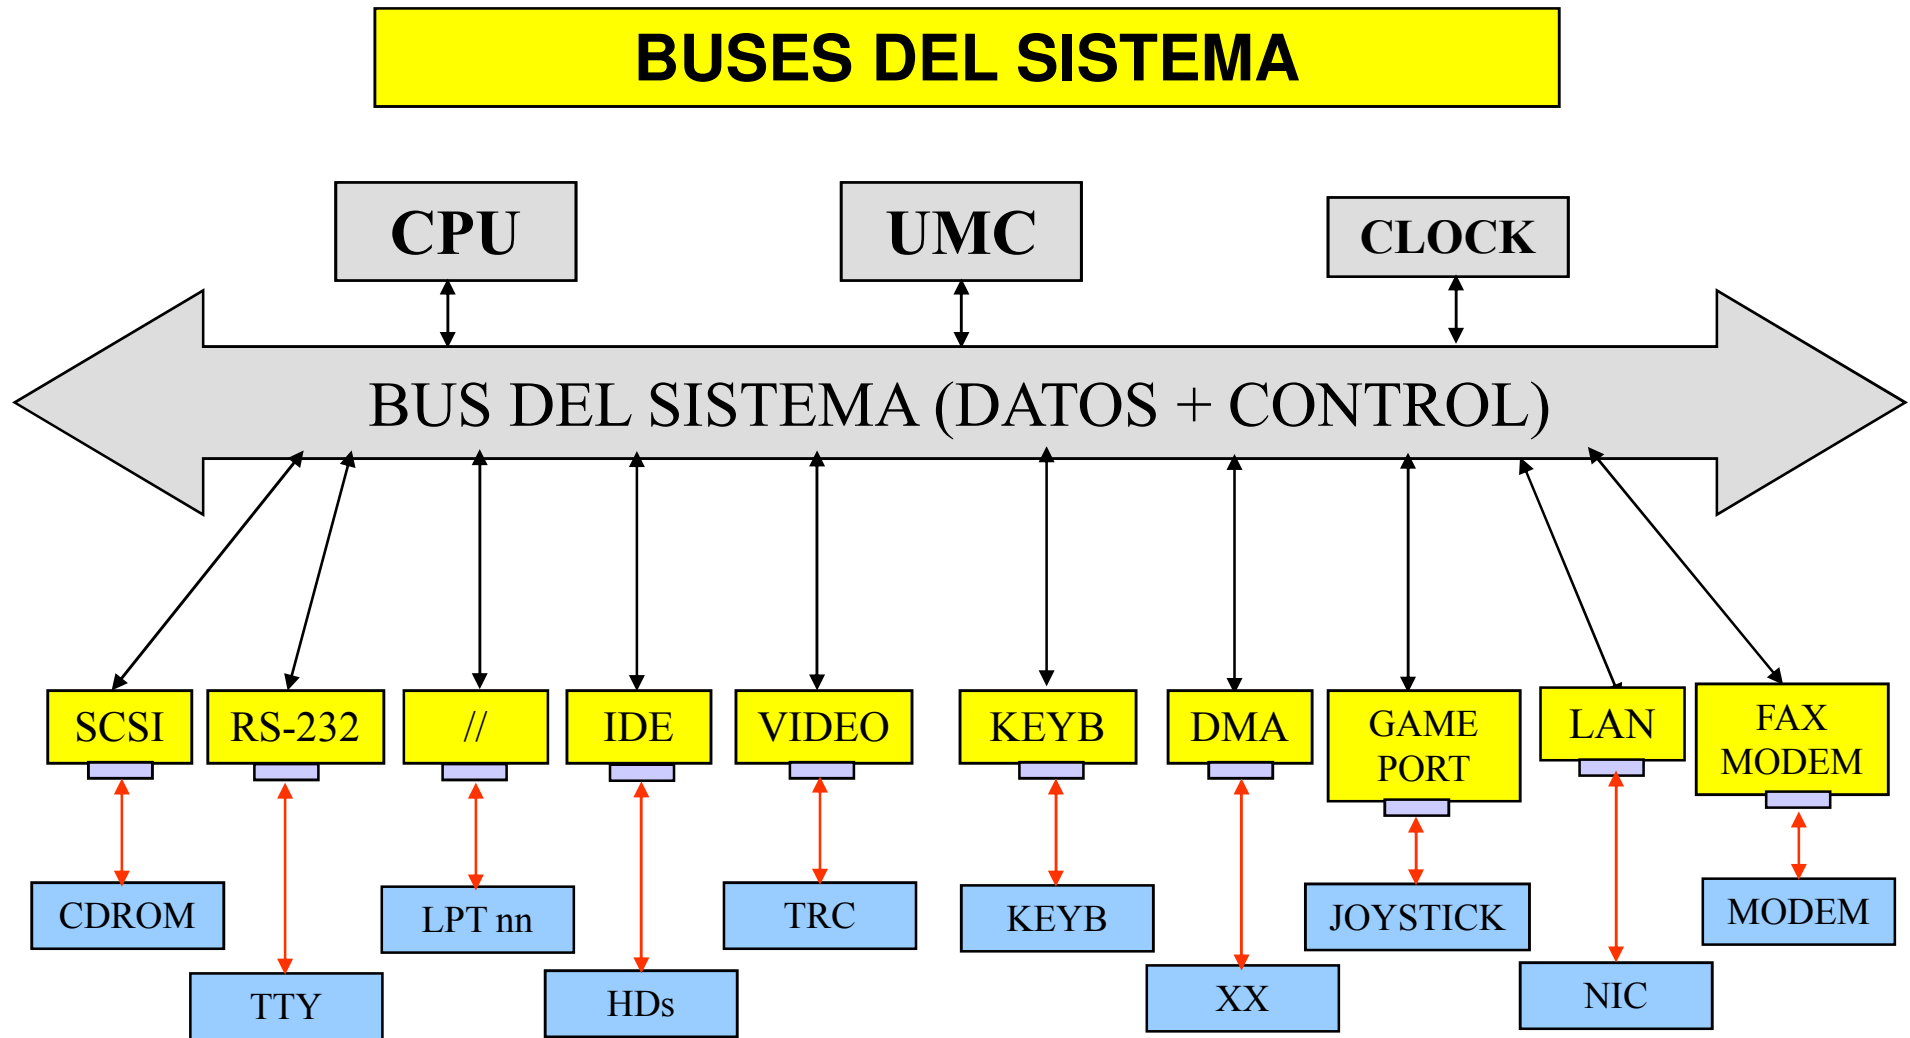 BUSES DEL SISTEMA
CPU
UMC
CLOCK
BUS DEL SISTEMA (DATOS + CONTROL)
SCSI
RS-232
//
IDE
VIDEO
KEYB
DMA
GAME
PORT
LAN
FAX
MODEM
CDROM
TTY
LPT nn
HDs
TRC
KEYB
XX
JOYSTICK
NIC
MODEM